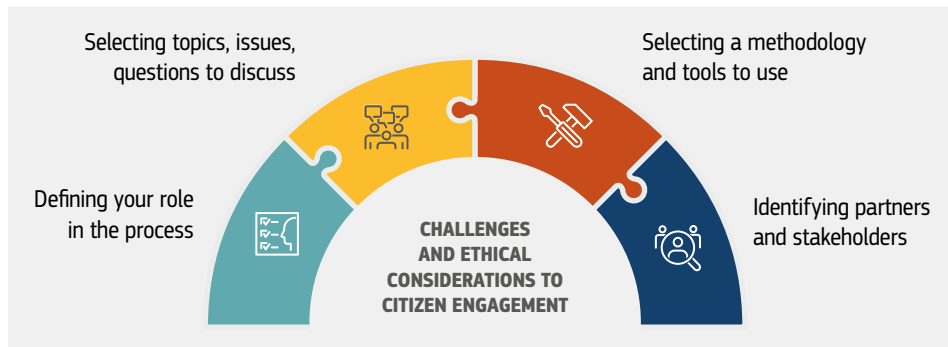 Selecting topics, issues,
questions to discuss
Selecting a methodology
and tools to use
Defining your role
in the process
Identifying partners
and stakeholders
CHALLENGES
AND ETHICAL
CONSIDERATIONS TO
CITIZEN ENGAGEMENT